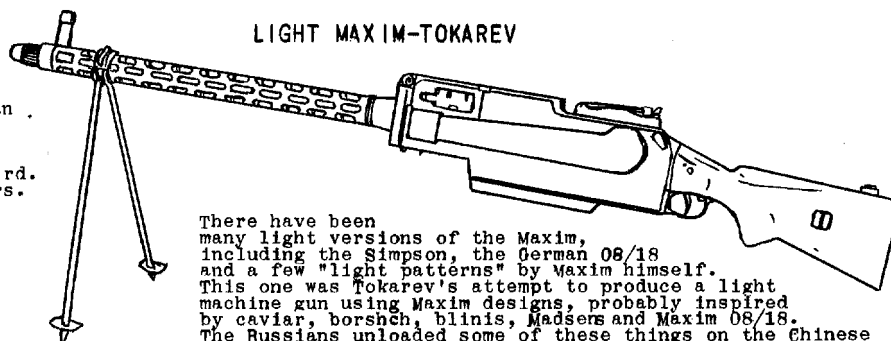 LIGHT MAXIM-TOKAREV
n .
rd.
rs.
There have been
many light versions of the Maxim,
including the Simpson, the German 08/18
and a few "light patterns" by Maxim himself.
This one was Tokarev's attempt to produce a light
machine gun using Maxim designs, probably inspired
by caviar, borshch, blinis, Madsens and Maxim 08/18.
The Russians unloaded some of these things on the Chinese